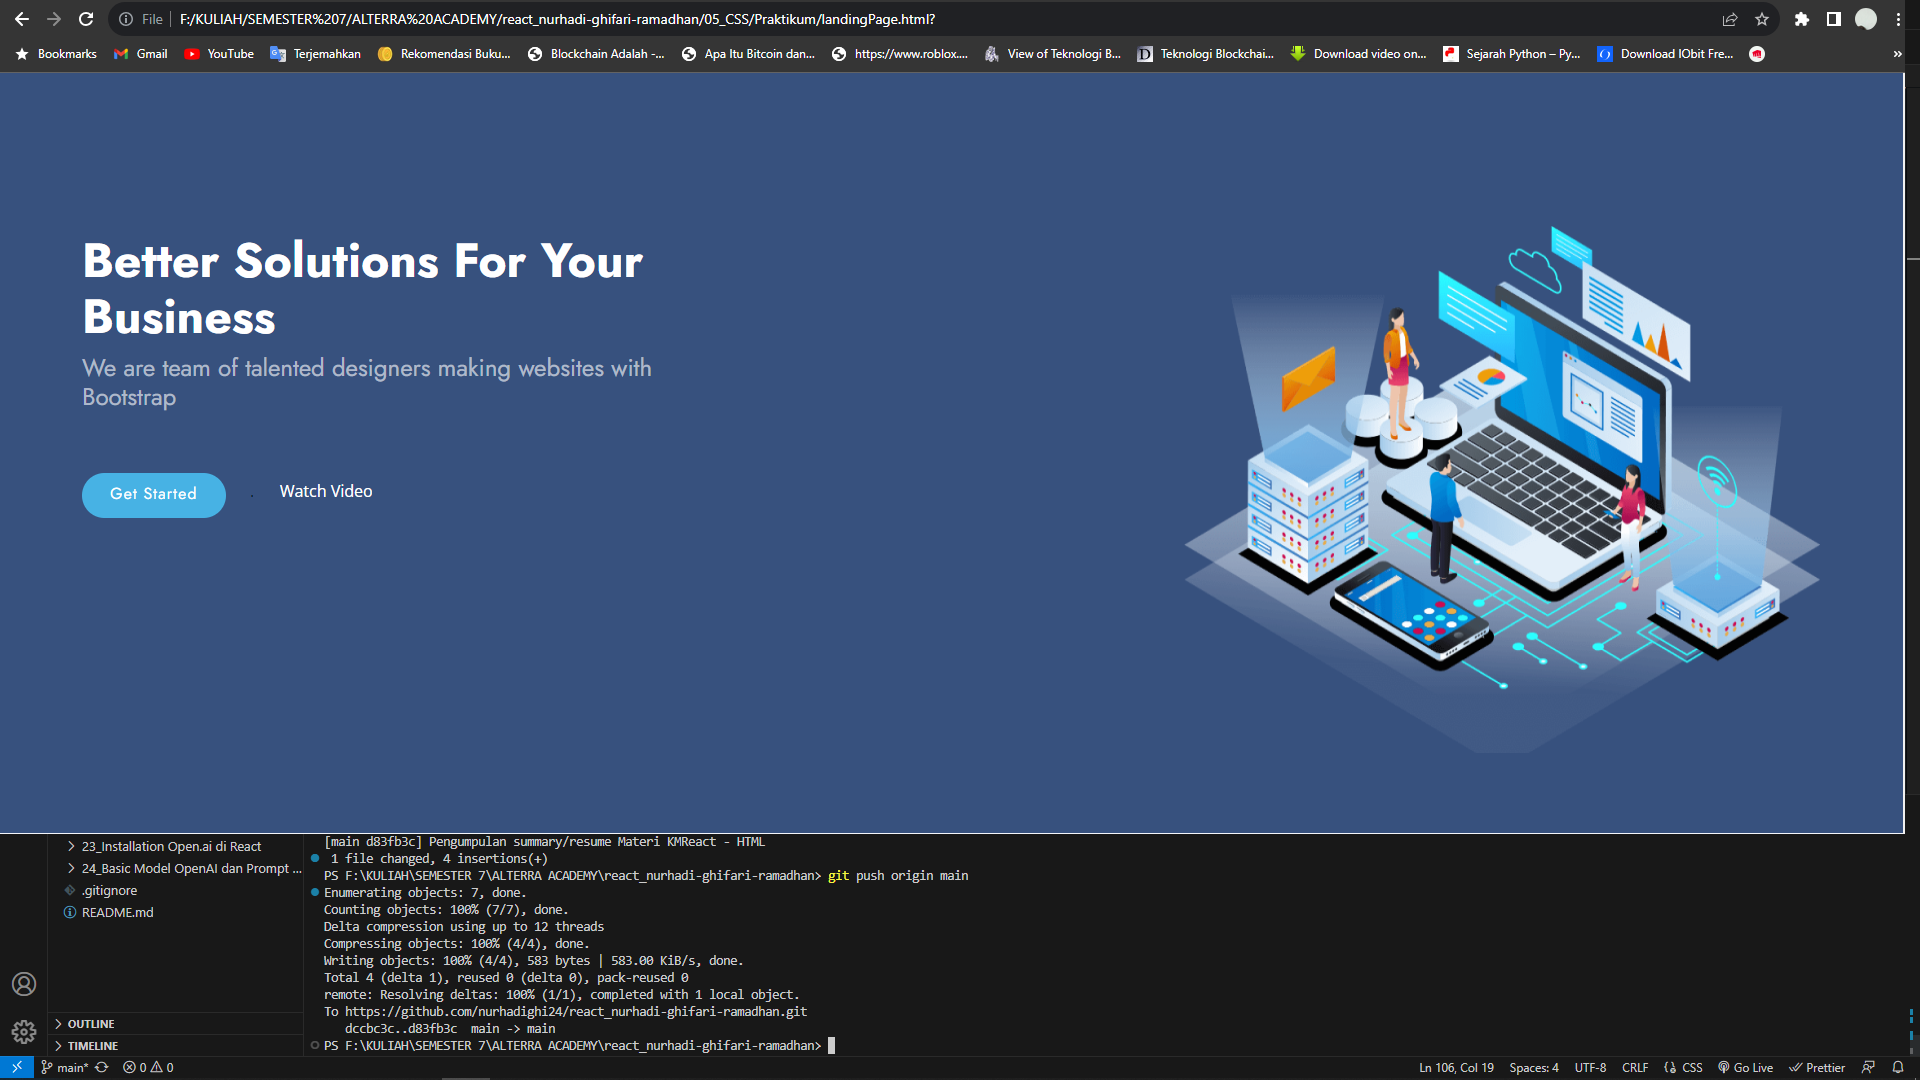 File F:/KULIAH/SEMESTER%207/ALTERRA%20ACADEMY/react_nurhadi-ghifari-ramadhan/05_CSS/Praktikum/landingPage.html?
Bookmarks Gmail YouTube Terjemahkan Rekomendasi Buku... Blockchain Adalah -... Apa Itu Bitcoin dan... https://www.roblox.... View of Teknologi B... Teknologi Blockchai... Download video on... Sejarah Python – Py... Download IObit Fre... »
Better Solutions For Your
Business
We are team of talented designers making websites with
Bootstrap
Get Started Watch Video
23_Installation Open.ai di React
24_Basic Model OpenAI dan Prompt ...
.gitignore
README.md
OUTLINE
TIMELINE
[main d83fb3c] Pengumpulan summary/resume Materi KMReact - HTML
1 file changed, 4 insertions(+)
PS F:\KULIAH\SEMESTER 7\ALTERRA ACADEMY\react_nurhadi-ghifari-ramadhan> git push origin main
Enumerating objects: 7, done.
Counting objects: 100% (7/7), done.
Delta compression using up to 12 threads
Compressing objects: 100% (4/4), done.
Writing objects: 100% (4/4), 583 bytes | 583.00 KiB/s, done.
Total 4 (delta 1), reused 0 (delta 0), pack-reused 0
remote: Resolving deltas: 100% (1/1), completed with 1 local object.
To https://github.com/nurhadighi24/react_nurhadi-ghifari-ramadhan.git
dccbc3c..d83fb3c main -> main
PS F:\KULIAH\SEMESTER 7\ALTERRA ACADEMY\react_nurhadi-ghifari-ramadhan>
main* 0 0 Ln 106, Col 19 Spaces: 4 UTF-8 CRLF CSS Go Live Prettier